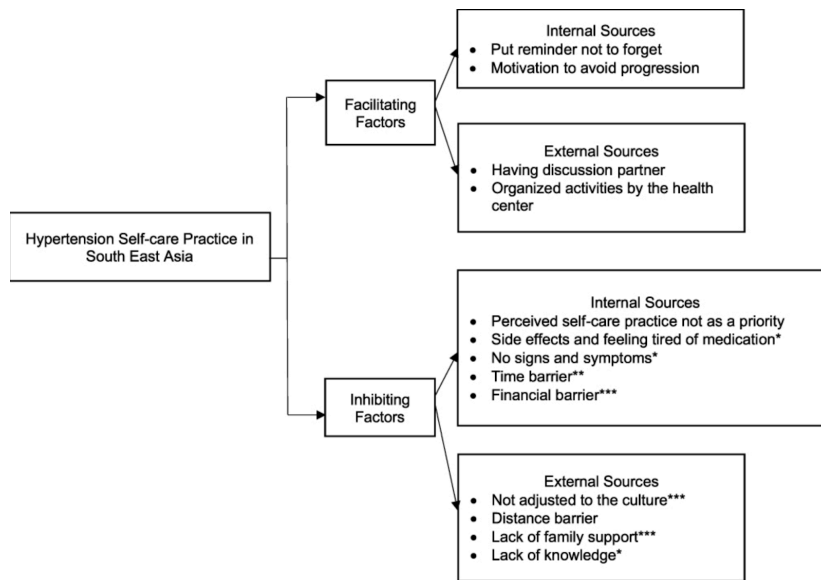 Internal Sources
• Put reminder not to forget
• Motivation to avoid progression
Facilitating
Factors
External Sources
• Having discussion partner
• Organized activities by the health
center
Hypertension Self-care Practice in
South East Asia
Internal Sources
• Perceived self-care practice not as a priority
• Side effects and feeling tired of medication*
• No signs and symptoms*
• Time barrier**
• Financial barrier***
Inhibiting
Factors
External Sources
• Not adjusted to the culture***
• Distance barrier
• Lack of family support***
• Lack of knowledge*